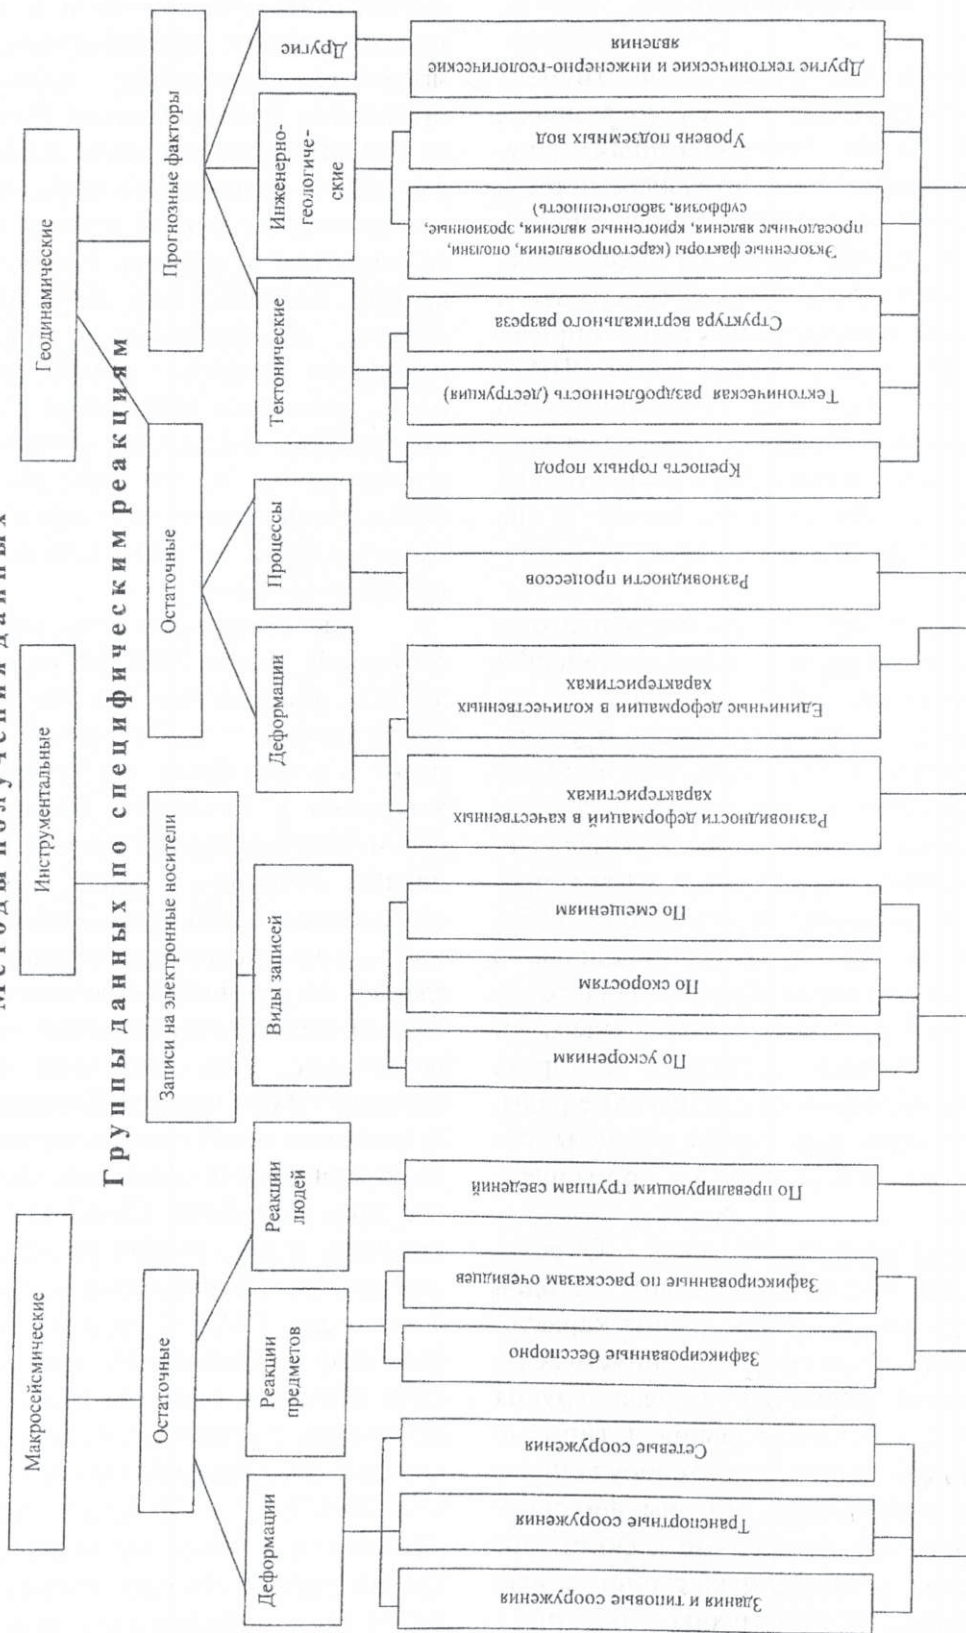 Методы получения данных
Макросейсмические
Инструментальные
Геодинамические
Группы данных по специфическим реакциям
Остаточные
Записи на электронные носители
Остаточные
Прогнозные факторы
Деформации
Реакции
предметов
Реакции
людей
Виды записей
Деформации
Процессы
Тектонические
Инженерно-
геологиче-
ские
Другие
Здания и типовые сооружения
Транспортные сооружения
Сетевые сооружения
Зафиксированные бесспорно
Зафиксированные по рассказам очевидцев
По превалирующим группам сведений
По ускорениям
По скоростям
По смещениям
Разновидности деформаций в качественных
характеристиках
Единичные деформации в количественных
характеристиках
Разновидности процессов
Крепость горных пород
Тектоническая раздробленность (деструкция)
Структура вертикального разреза
Экзогенные факторы (карстопроявления, оползни,
просадочные явления, криогенные явления, эрозионные,
суффозия, заболоченность)
Уровень подземных вод
Другие тектонические и инженерно-геологические
явления